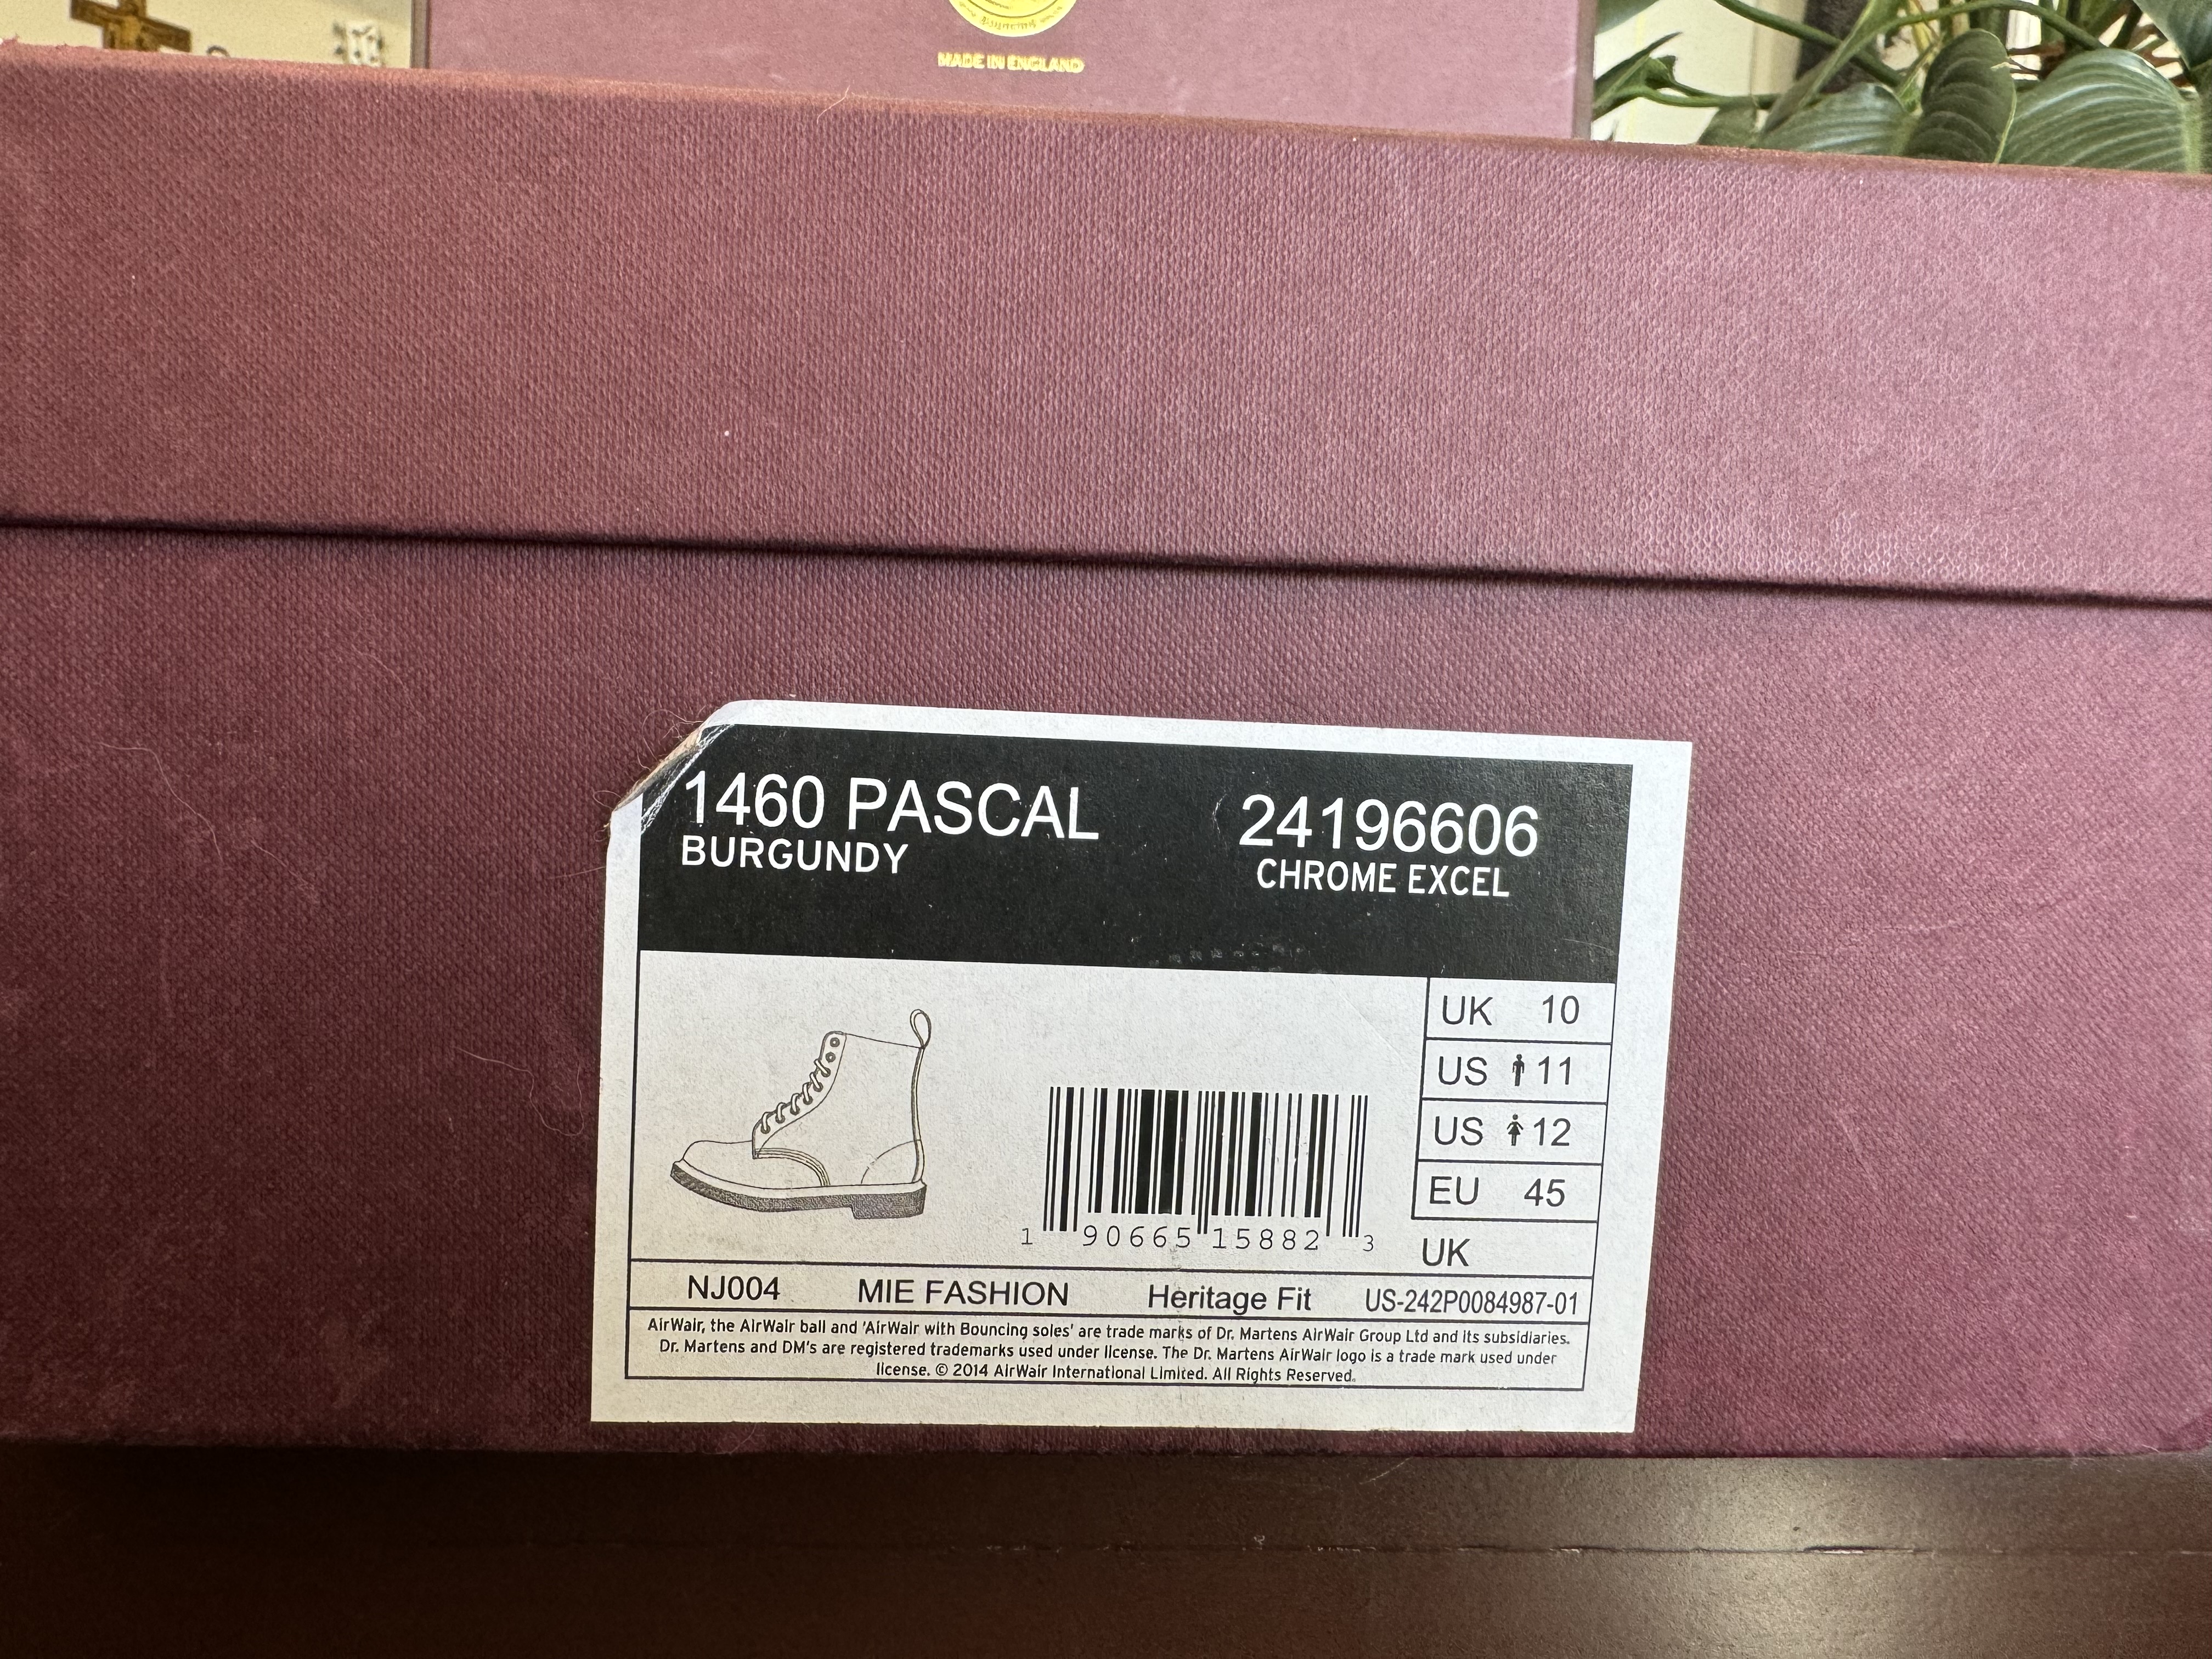 MADE IN ENGLAND
1460 PASCAL 24196606
BURGUNDY CHROME EXCEL
UK 10
US 11
US 12
EU 45
UK
1 90665 15882 3
NJ004 MIE FASHION Heritage Fit US-242P0084987-01
AirWair, the AirWair ball and 'AirWair with Bouncing soles' are trade marks of Dr. Martens AirWair Group Ltd and its subsidiaries.
Dr. Martens and DM's are registered trademarks used under license. The Dr. Martens AirWair logo is a trade mark used under
license. © 2014 AirWair International Limited. All Rights Reserved.